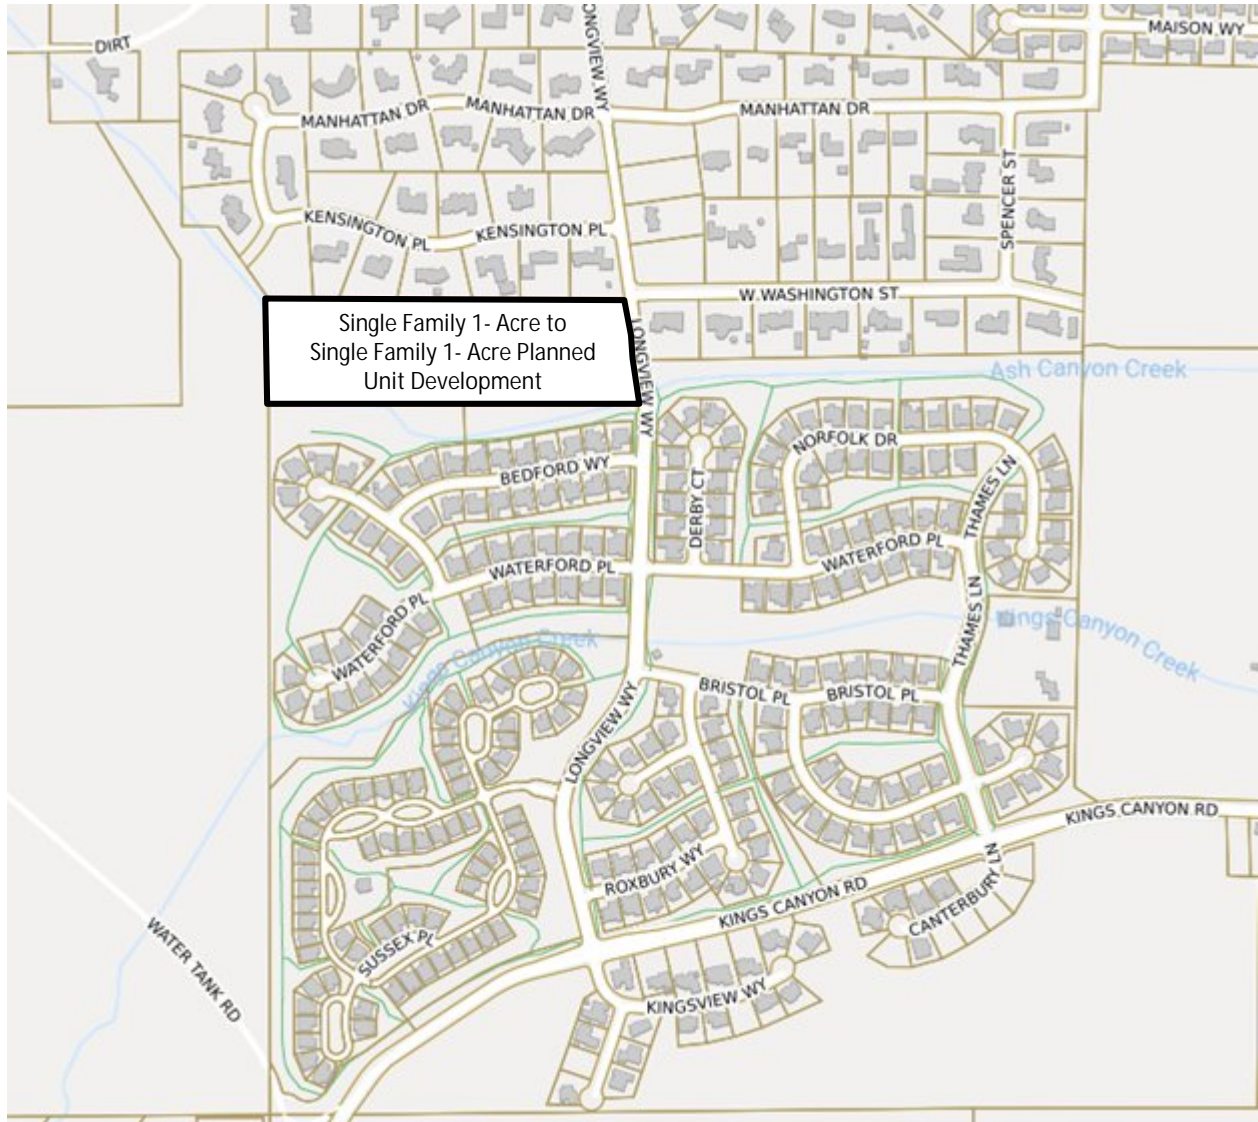 LONGVIEW WY
MAISON WY
DIRT
MANHATTAN DR
MANHATTAN DR
MANHATTAN DR
SPENCER ST
KENSINGTON PL
KENSINGTON PL
W WASHINGTON ST
Single Family 1- Acre to
Single Family 1- Acre Planned
Unit Development
LONGVIEW WY
Ash Canyon Creek
NORFOLK DR
BEDFORD WY
THAMES LN
DERBY CT
WATERFORD PL
WATERFORD PL
WATERFORD PL
THAMES LN
Kings Canyon Creek
Kings Canyon Creek
BRISTOL PL
BRISTOL PL
LONGVIEW WY
KINGS CANYON RD
ROXBURY WY
KINGS CANYON RD
CANTERBURY LN
SUSSEX PL
WATER TANK RD
KINGSVIEW WY